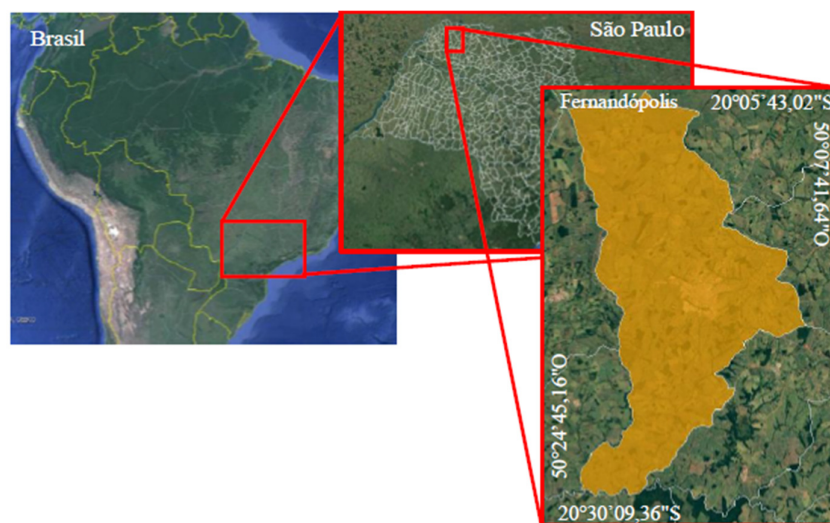 Brasil
São Paulo
Fernandópolis
20°05'43,02"S
50°07'41,64"O
50°24'45,16"O
20°30'09,36"S